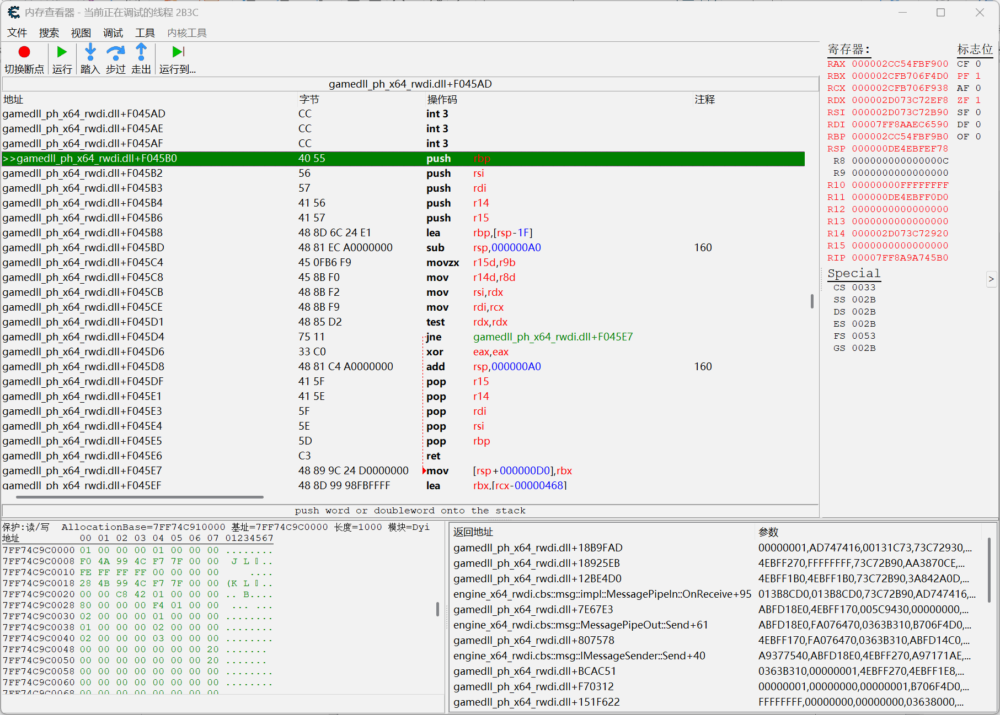 内存查看器 - 当前正在调试的线程 2B3C
文件 搜索 视图 调试 工具 内核工具
切换断点 运行 踏入 步过 走出 运行到...
gamedll_ph_x64_rwdi.dll+F045AD
地址 字节 操作码 注释
gamedll_ph_x64_rwdi.dll+F045AD CC int 3
gamedll_ph_x64_rwdi.dll+F045AE CC int 3
gamedll_ph_x64_rwdi.dll+F045AF CC int 3
>>gamedll_ph_x64_rwdi.dll+F045B0 40 55 push rbp
gamedll_ph_x64_rwdi.dll+F045B2 56 push rsi
gamedll_ph_x64_rwdi.dll+F045B3 57 push rdi
gamedll_ph_x64_rwdi.dll+F045B4 41 56 push r14
gamedll_ph_x64_rwdi.dll+F045B6 41 57 push r15
gamedll_ph_x64_rwdi.dll+F045B8 48 8D 6C 24 E1 lea rbp,[rsp-1F]
gamedll_ph_x64_rwdi.dll+F045BD 48 81 EC A0000000 sub rsp,000000A0 160
gamedll_ph_x64_rwdi.dll+F045C4 45 0FB6 F9 movzx r15d,r9b
gamedll_ph_x64_rwdi.dll+F045C8 45 8B F0 mov r14d,r8d
gamedll_ph_x64_rwdi.dll+F045CB 48 8B F2 mov rsi,rdx
gamedll_ph_x64_rwdi.dll+F045CE 48 8B F9 mov rdi,rcx
gamedll_ph_x64_rwdi.dll+F045D1 48 85 D2 test rdx,rdx
gamedll_ph_x64_rwdi.dll+F045D4 75 11 jne gamedll_ph_x64_rwdi.dll+F045E7
gamedll_ph_x64_rwdi.dll+F045D6 33 C0 xor eax,eax
gamedll_ph_x64_rwdi.dll+F045D8 48 81 C4 A0000000 add rsp,000000A0 160
gamedll_ph_x64_rwdi.dll+F045DF 41 5F pop r15
gamedll_ph_x64_rwdi.dll+F045E1 41 5E pop r14
gamedll_ph_x64_rwdi.dll+F045E3 5F pop rdi
gamedll_ph_x64_rwdi.dll+F045E4 5E pop rsi
gamedll_ph_x64_rwdi.dll+F045E5 5D pop rbp
gamedll_ph_x64_rwdi.dll+F045E6 C3 ret
gamedll_ph_x64_rwdi.dll+F045E7 48 89 9C 24 D0000000 mov [rsp+000000D0],rbx
gamedll_ph_x64_rwdi.dll+F045EF 48 8D 99 98FBFFFF lea rbx,[rcx-00000468]
push word or doubleword onto the stack
寄存器: 标志位
RAX 000002CC54FBF900 CF 0
RBX 000002CFB706F4D0 PF 1
RCX 000002CFB706F938 AF 0
RDX 000002D073C72EF8 ZF 1
RSI 000002D073C72B90 SF 0
RDI 00007FF8AAEC6590 DF 0
RBP 000002CC54FBF9B0 OF 0
RSP 000000DE4EBFEF78
R8 000000000000000C
R9 0000000000000000
R10 00000000FFFFFFFF
R11 000000DE4EBFF0D0
R12 0000000000000000
R13 0000000000000000
R14 000002D073C72920
R15 0000000000000000
RIP 00007FF8A9A745B0
Special
CS 0033
SS 002B
DS 002B
ES 002B
FS 0053
GS 002B
>
保护:读/写 AllocationBase=7FF74C910000 基址=7FF74C9C0000 长度=1000 模块=Dyi
地址 00 01 02 03 04 05 06 07 01234567
7FF74C9C0000 01 00 00 00 01 00 00 00 ........
7FF74C9C0008 F0 4A 99 4C F7 7F 00 00 J L ..
7FF74C9C0010 FE FF FF FF 00 00 00 00 ....
7FF74C9C0018 28 4B 99 4C F7 7F 00 00 (K L ..
7FF74C9C0020 00 00 C8 42 01 00 00 00 .. B....
7FF74C9C0028 80 00 00 00 F4 01 00 00 ... ...
7FF74C9C0030 02 00 00 00 01 00 00 00 ........
7FF74C9C0038 01 00 00 00 02 00 00 00 ........
7FF74C9C0040 02 00 00 00 03 00 00 00 ........
7FF74C9C0048 00 00 00 00 00 00 00 20 .......
7FF74C9C0050 00 00 00 00 00 00 00 20 .......
7FF74C9C0058 00 00 00 00 00 00 00 00 ........
7FF74C9C0060 00 00 00 00 00 00 00 00 ........
7FF74C9C0068 00 00 00 00 00 00 00 00
返回地址 参数
gamedll_ph_x64_rwdi.dll+18B9FAD 00000001,AD747416,00131C73,73C72930,...
gamedll_ph_x64_rwdi.dll+18925EB 4EBFF270,FFFFFFFF,73C72B90,AA3870CE,...
gamedll_ph_x64_rwdi.dll+12BE4D0 4EBFF1B0,4EBFF1B0,73C72B90,3A842A0D,...
engine_x64_rwdi.cbs::msg::impl::MessagePipeIn::OnReceive+95 013B8CD0,013B8CD0,73C72B90,AD747416,...
gamedll_ph_x64_rwdi.dll+7E67E3 ABFD18E0,4EBFF170,005C9430,00000000,...
engine_x64_rwdi.cbs::msg::MessagePipeOut::Send+61 ABFD18E0,FA076470,0363B310,B706F4D0,...
gamedll_ph_x64_rwdi.dll+807578 4EBFF170,FA076470,0363B310,ABFD14C0,...
engine_x64_rwdi.cbs::msg::IMessageSender::Send+40 A9377540,ABFD18E0,4EBFF270,A97171AE,...
gamedll_ph_x64_rwdi.dll+BCAC51 0363B310,00000001,4EBFF270,4EBFF1E8,...
gamedll_ph_x64_rwdi.dll+F70312 00000001,00000000,00000001,B706F4D0,...
gamedll_ph_x64_rwdi.dll+151F622 FFFFFFFF,00000000,00000000,03638000,...